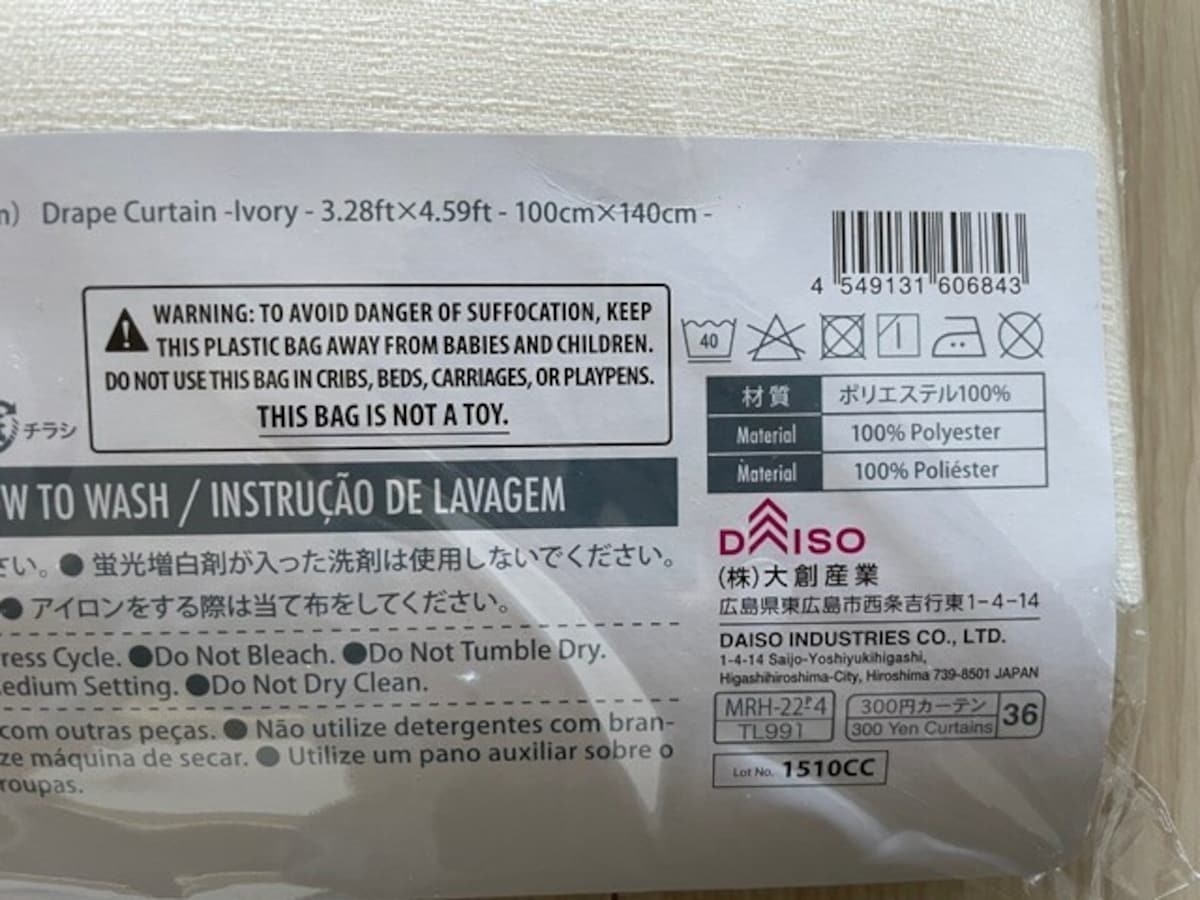 Drape Curtain -Ivory - 3.28ft×4.59ft - 100cm×140cm -
4 549131 606843
WARNING: TO AVOID DANGER OF SUFFOCATION, KEEP
THIS PLASTIC BAG AWAY FROM BABIES AND CHILDREN.
DO NOT USE THIS BAG IN CRIBS, BEDS, CARRIAGES, OR PLAYPENS.
THIS BAG IS NOT A TOY.
40
チラシ
材質 ポリエステル100%
Material 100% Polyester
Material 100% Poliéster
W TO WASH / INSTRUÇÃO DE LAVAGEM
さい。●蛍光増白剤が入った洗剤は使用しないでください。
●アイロンをする際は当て布をしてください。
ress Cycle. ●Do Not Bleach. ●Do Not Tumble Dry.
edium Setting. ●Do Not Dry Clean.
com outras peças. ● Não utilize detergentes com bran-
ze máquina de secar. ● Utilize um pano auxiliar sobre o
roupas.
DAISO
(株)大創産業
広島県東広島市西条吉行東1-4-14
DAISO INDUSTRIES CO., LTD.
1-4-14 Saijo-Yoshiyukihigashi,
Higashihiroshima-City, Hiroshima 739-8501 JAPAN
TL991
300円カーテン
300 Yen Curtains
36
Lot No. 1510CC